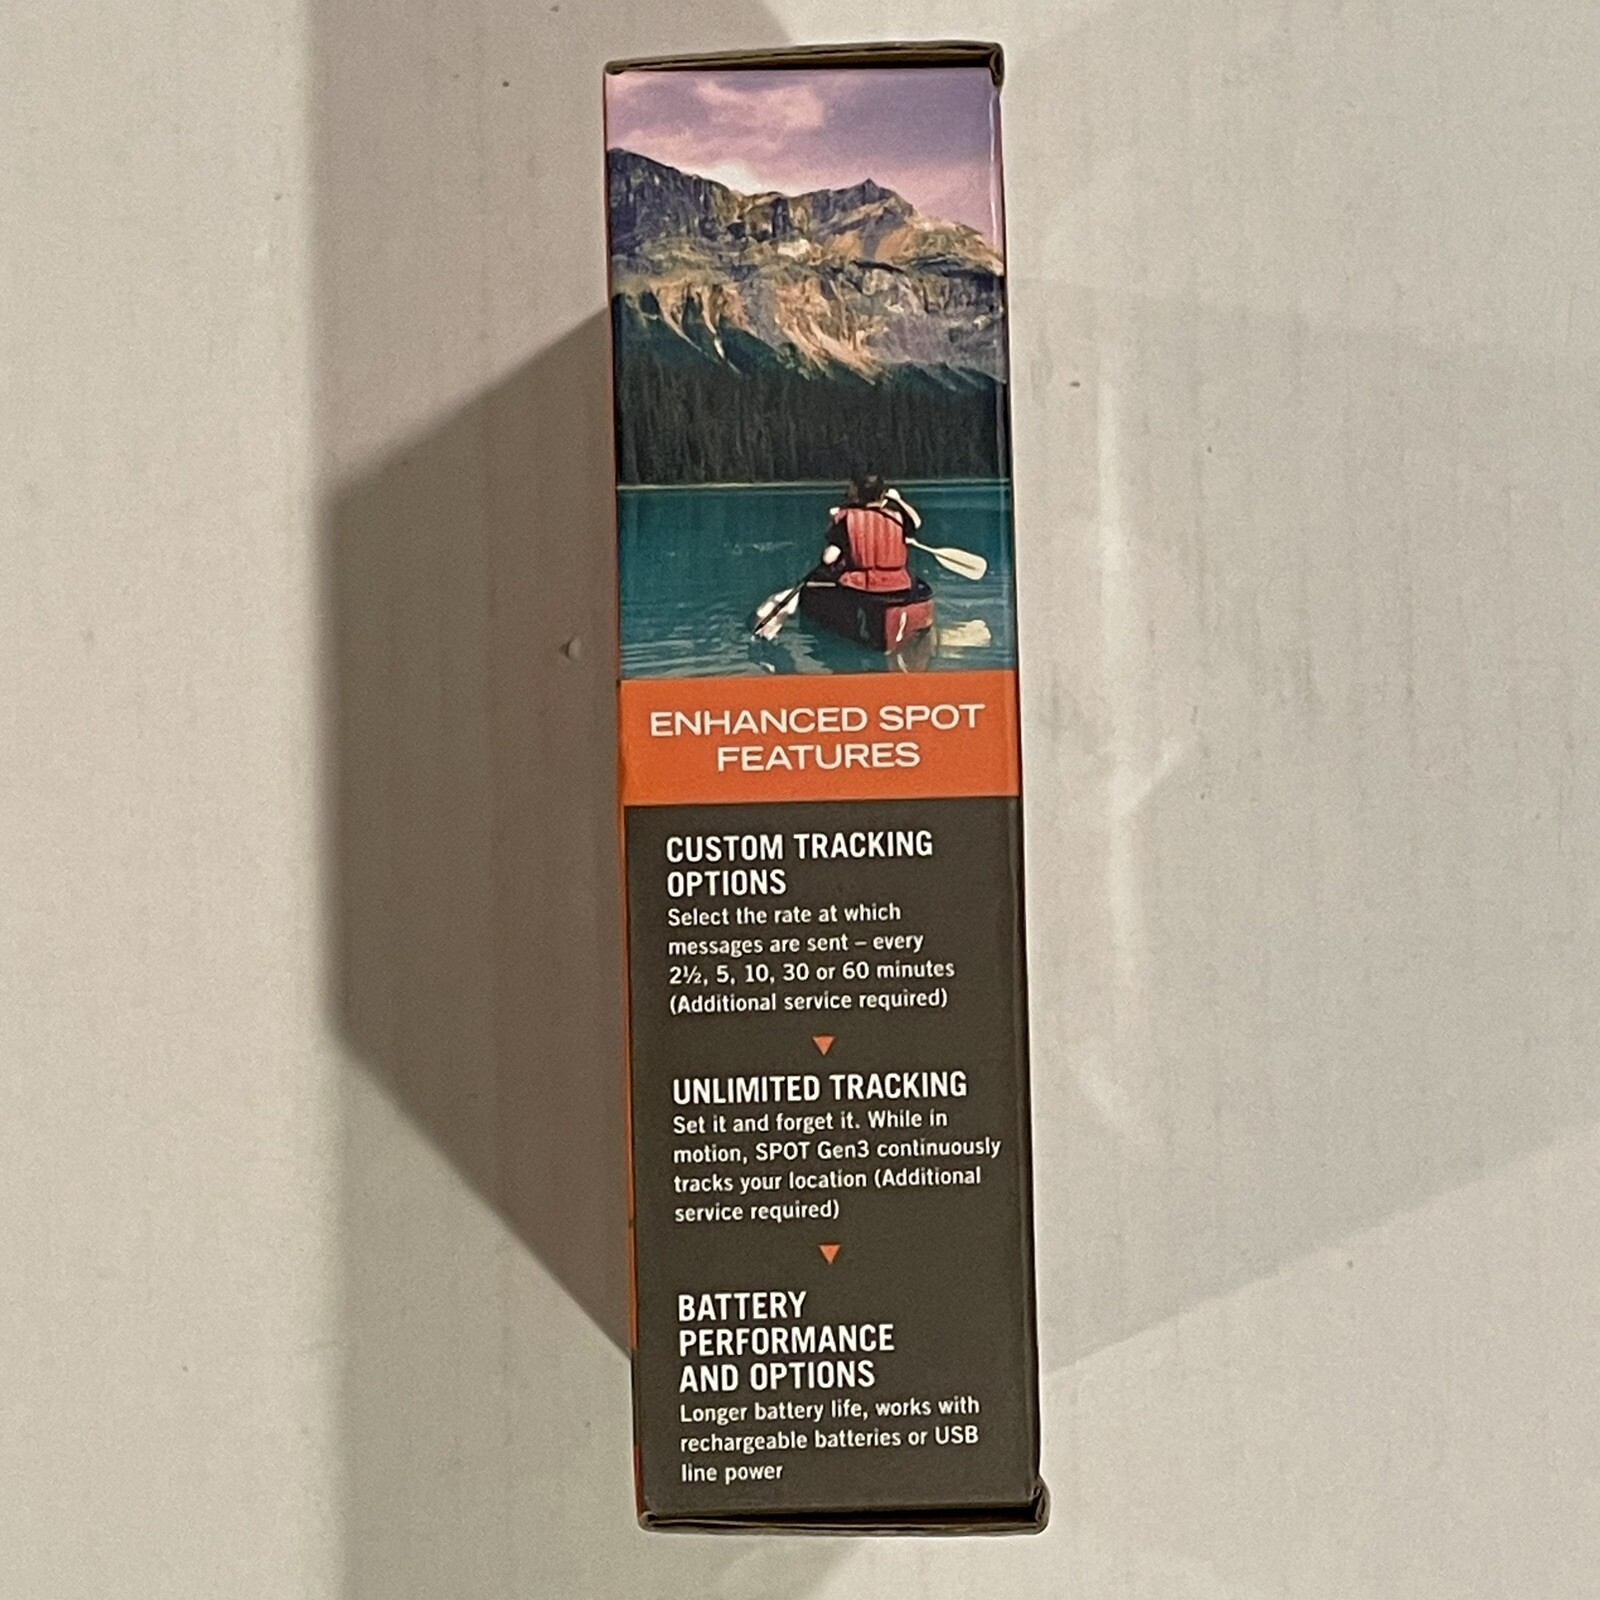 ENHANCED SPOT
FEATURES
CUSTOM TRACKING
OPTIONS
Select the rate at which
messages are sent – every
2½, 5, 10, 30 or 60 minutes
(Additional service required)
UNLIMITED TRACKING
Set it and forget it. While in
motion, SPOT Gen3 continuously
tracks your location (Additional
service required)
BATTERY
PERFORMANCE
AND OPTIONS
Longer battery life, works with
rechargeable batteries or USB
line power